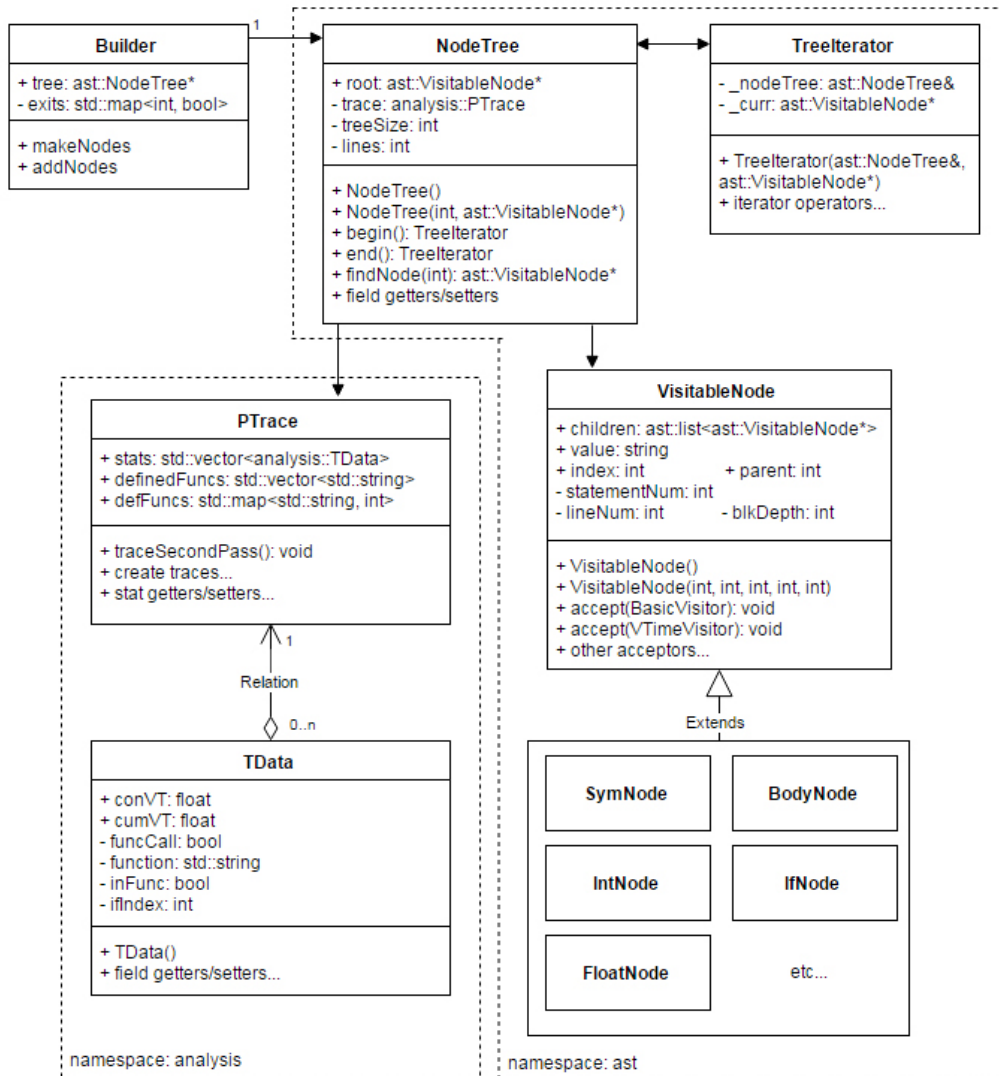 Builder
+ tree: ast::NodeTree*
- exits: std::map<int, bool>
+ makeNodes
+ addNodes
1
NodeTree
+ root: ast::VisitableNode*
- trace: analysis::PTrace
- treeSize: int
- lines: int
+ NodeTree()
+ NodeTree(int, ast::VisitableNode*)
+ begin(): TreeIterator
+ end(): TreeIterator
+ findNode(int): ast::VisitableNode*
+ field getters/setters
TreeIterator
- _nodeTree: ast::NodeTree&
- _curr: ast::VisitableNode*
+ TreeIterator(ast::NodeTree&,
ast::VisitableNode*)
+ iterator operators...
PTrace
+ stats: std::vector<analysis::TData>
+ definedFuncs: std::vector<std::string>
+ defFuncs: std::map<std::string, int>
+ traceSecondPass(): void
+ create traces...
+ stat getters/setters...
1
Relation
0..n
TData
+ conVT: float
+ cumVT: float
- funcCall: bool
- function: std::string
- inFunc: bool
- ifIndex: int
+ TData()
+ field getters/setters...
namespace: analysis
VisitableNode
+ children: ast::list<ast::VisitableNode*>
+ value: string
+ index: int + parent: int
- statementNum: int
- lineNum: int - blkDepth: int
+ VisitableNode()
+ VisitableNode(int, int, int, int, int)
+ accept(BasicVisitor): void
+ accept(VTimeVisitor): void
+ other acceptors...
Extends
SymNode
BodyNode
IntNode
IfNode
FloatNode
etc...
namespace: ast